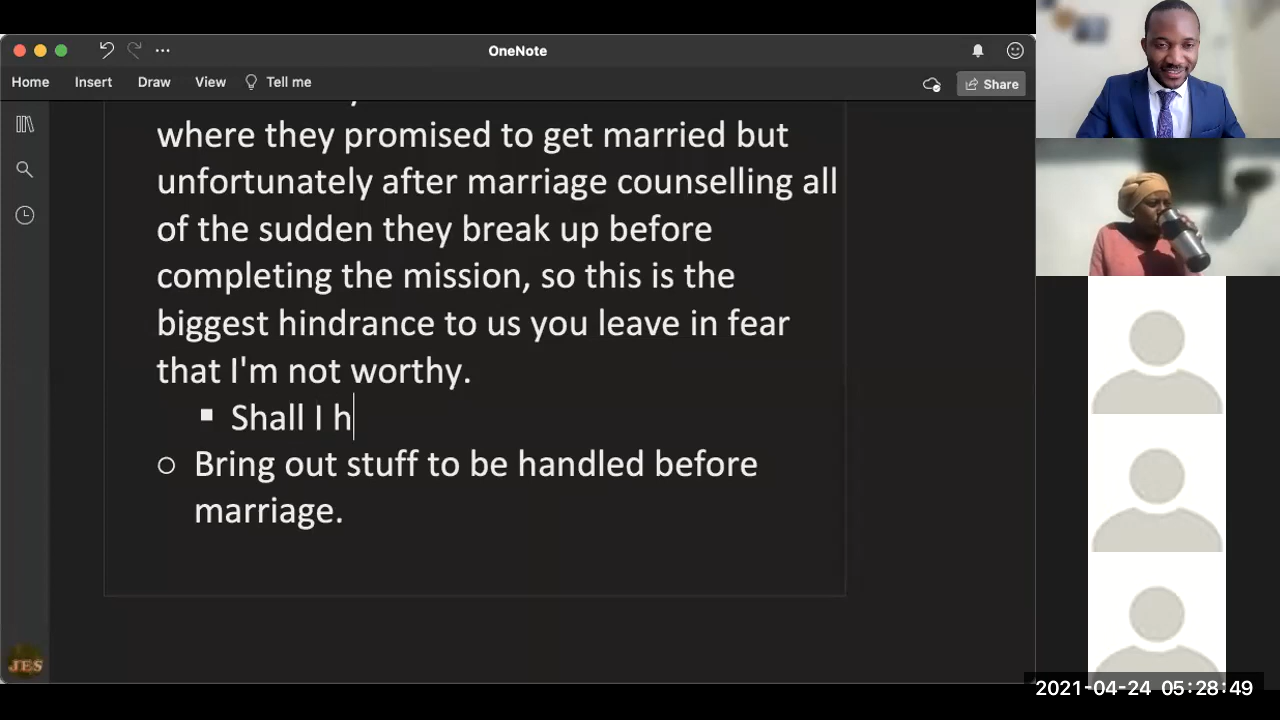 OneNote
Home Insert Draw View Tell me
Share
where they promised to get married but
unfortunately after marriage counselling all
of the sudden they break up before
completing the mission, so this is the
biggest hindrance to us you leave in fear
that I'm not worthy.
Shall I h
Bring out stuff to be handled before
marriage.
JES
2021-04-24 05:28:49